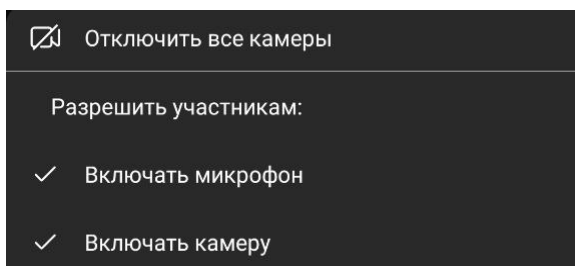 Отключить все камеры
Разрешить участникам:
Включать микрофон
Включать камеру